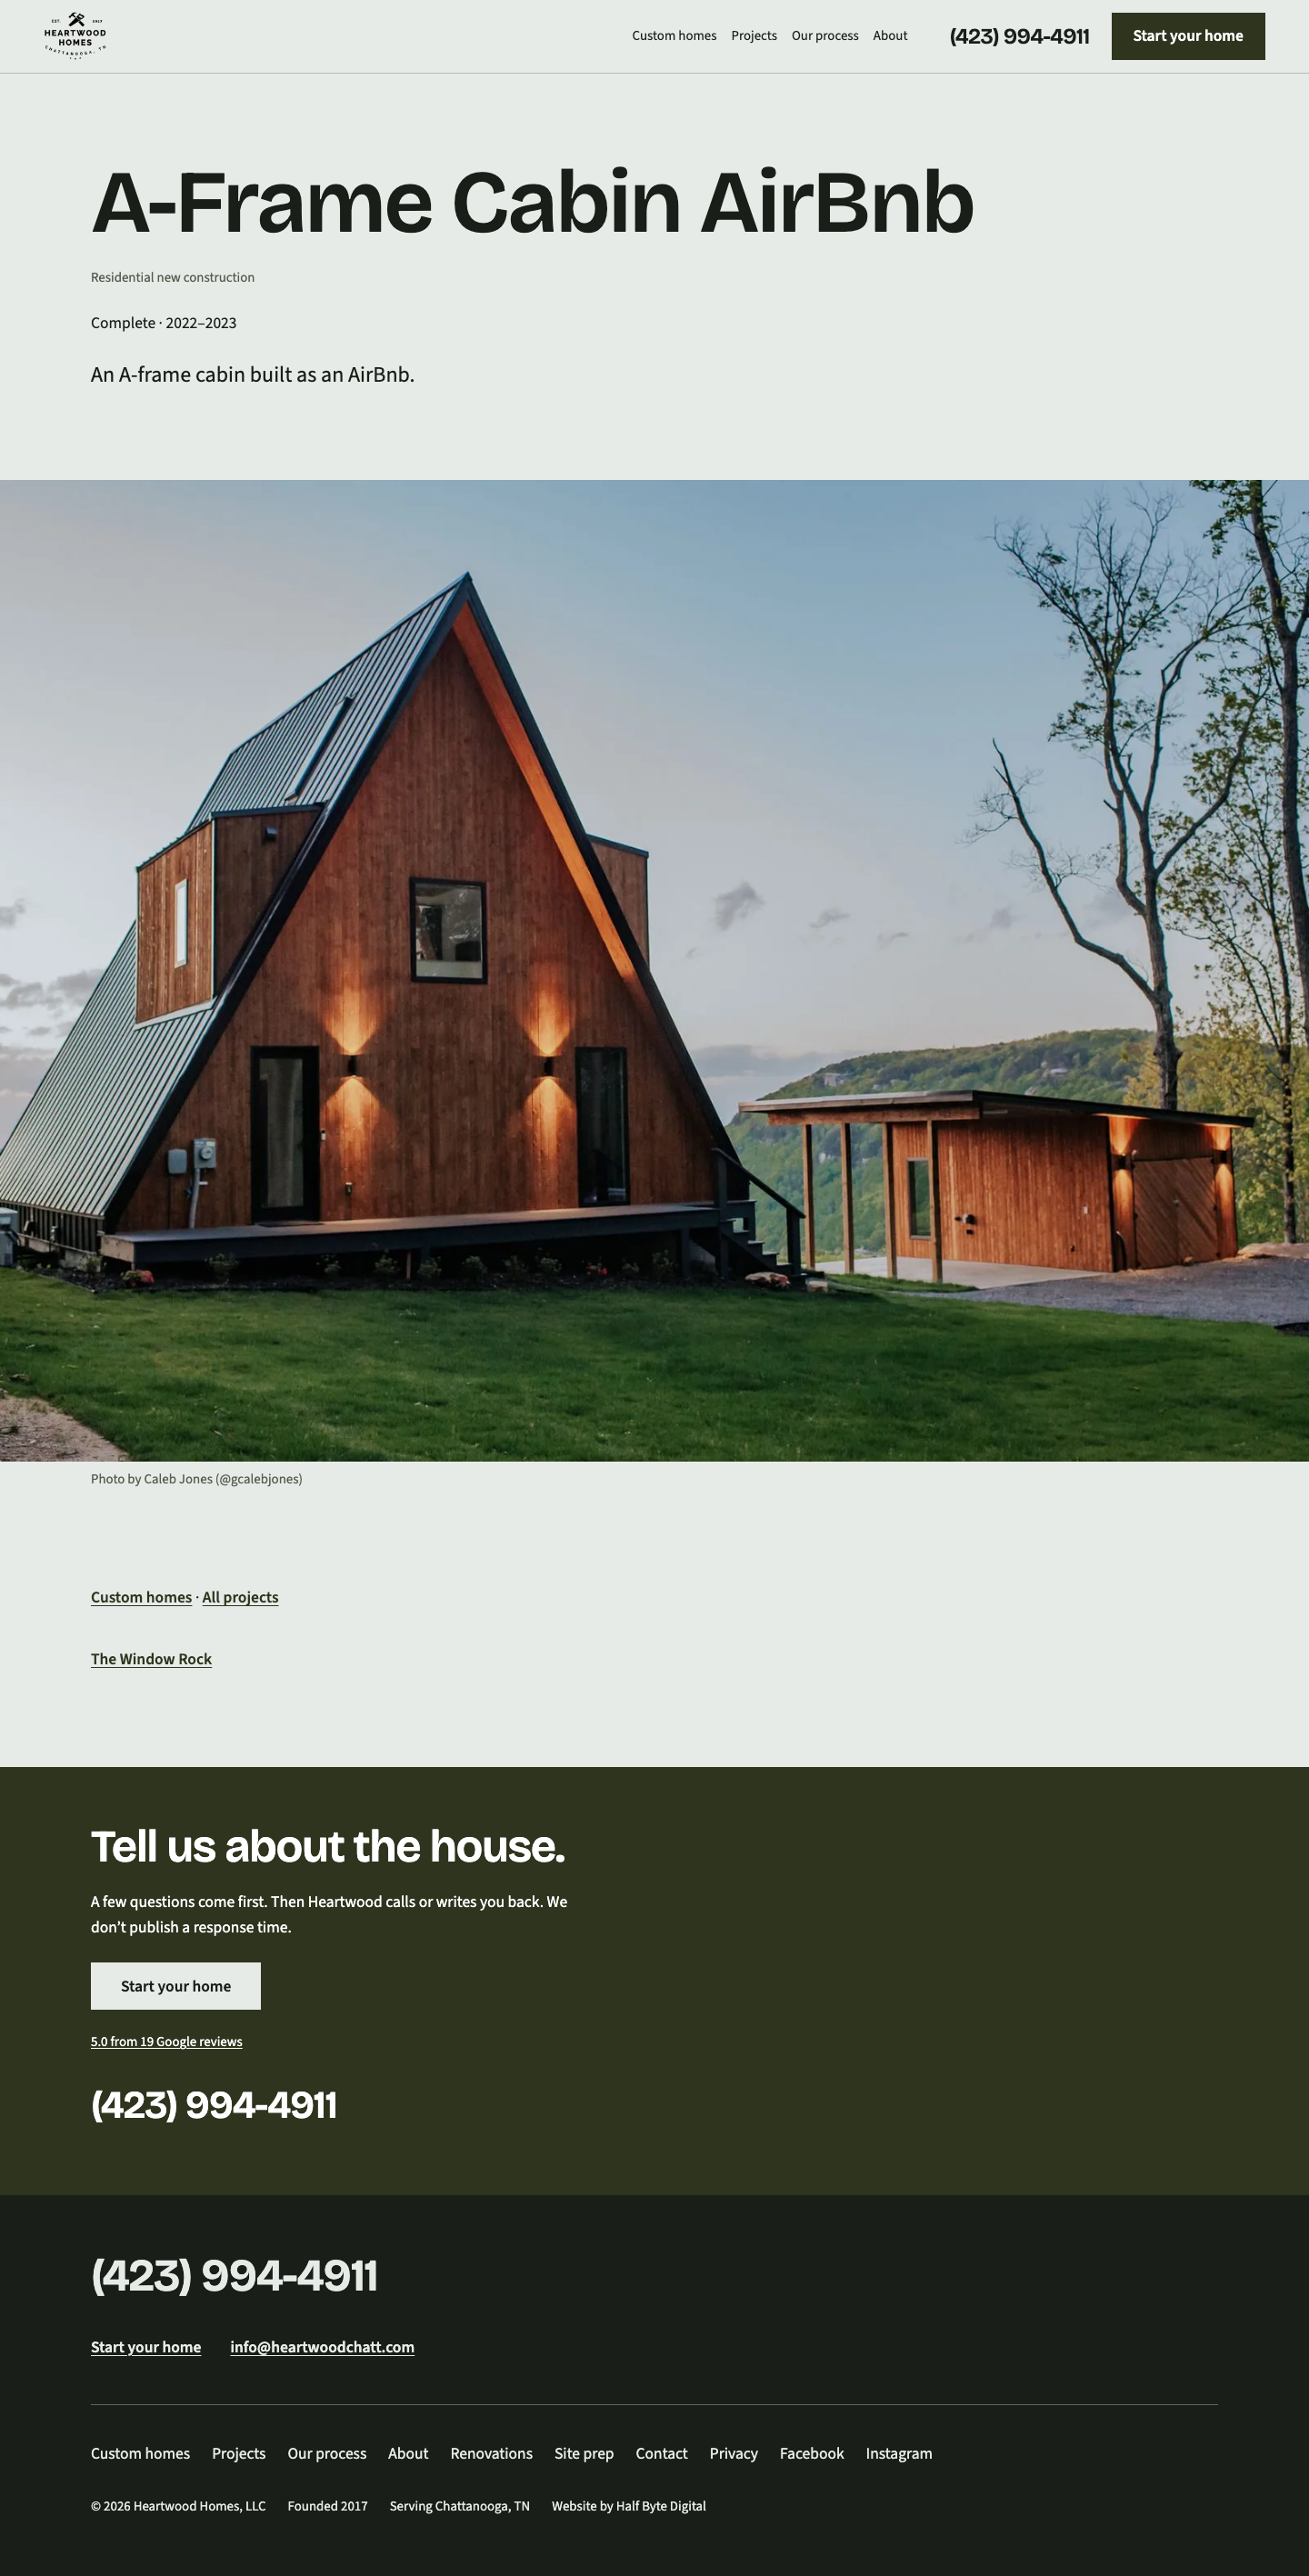 EST. 2017
HEARTWOOD
HOMES
CHATTANOOGA, TN
Custom homes Projects Our process About (423) 994-4911 Start your home
A-Frame Cabin AirBnb
Residential new construction
Complete · 2022–2023
An A-frame cabin built as an AirBnb.
Photo by Caleb Jones (@gcalebjones)
Custom homes · All projects
The Window Rock
Tell us about the house.
A few questions come first. Then Heartwood calls or writes you back. We
don’t publish a response time.
Start your home
5.0 from 19 Google reviews
(423) 994-4911
(423) 994-4911
Start your home info@heartwoodchatt.com
Custom homes Projects Our process About Renovations Site prep Contact Privacy Facebook Instagram
© 2026 Heartwood Homes, LLC Founded 2017 Serving Chattanooga, TN Website by Half Byte Digital